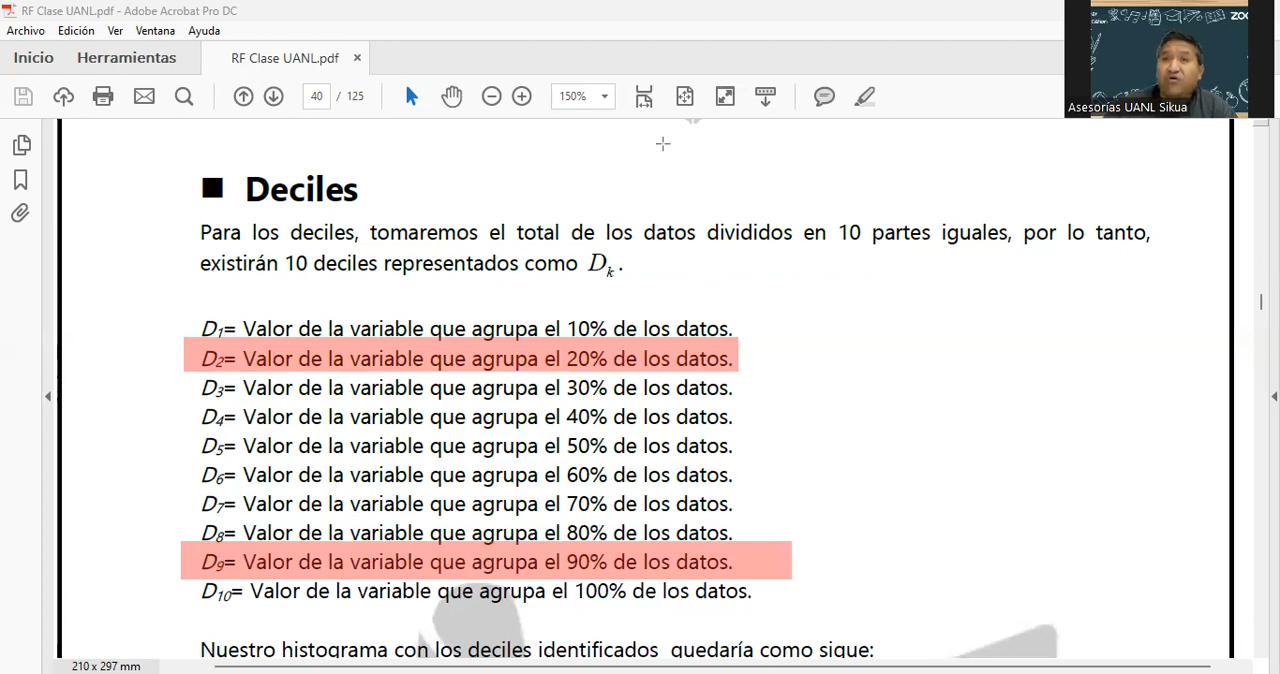 RF Clase UANL.pdf - Adobe Acrobat Pro DC
Archivo Edición Ver Ventana Ayuda
Inicio Herramientas RF Clase UANL.pdf ×
40 / 125 150%
Asesorías UANL Sikua
■ Deciles
Para los deciles, tomaremos el total de los datos divididos en 10 partes iguales, por lo tanto,
existirán 10 deciles representados como Dk.
D1= Valor de la variable que agrupa el 10% de los datos.
D2= Valor de la variable que agrupa el 20% de los datos.
D3= Valor de la variable que agrupa el 30% de los datos.
D4= Valor de la variable que agrupa el 40% de los datos.
D5= Valor de la variable que agrupa el 50% de los datos.
D6= Valor de la variable que agrupa el 60% de los datos.
D7= Valor de la variable que agrupa el 70% de los datos.
D8= Valor de la variable que agrupa el 80% de los datos.
D9= Valor de la variable que agrupa el 90% de los datos.
D10= Valor de la variable que agrupa el 100% de los datos.
Nuestro histograma con los deciles identificados quedaría como sigue:
210 x 297 mm